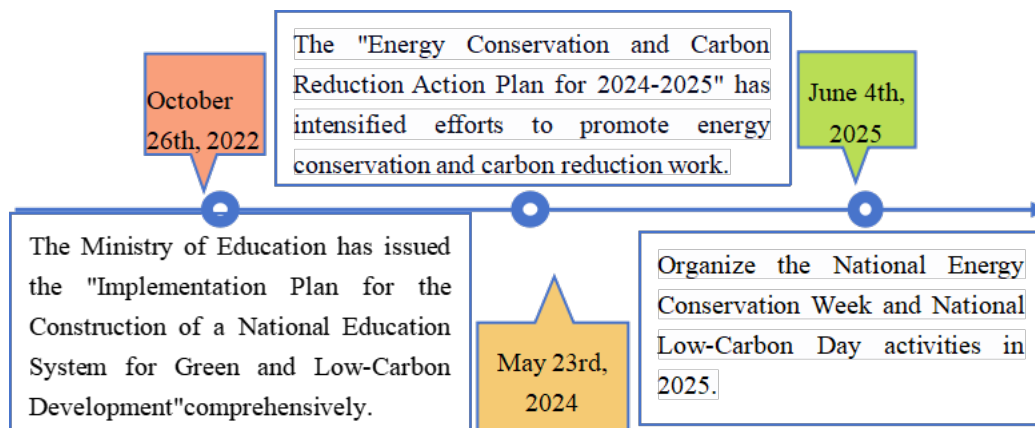 October
26th, 2022
The Ministry of Education has issued
the "Implementation Plan for the
Construction of a National Education
System for Green and Low-Carbon
Development"comprehensively.
The "Energy Conservation and Carbon
Reduction Action Plan for 2024-2025" has
intensified efforts to promote energy
conservation and carbon reduction work.
May 23rd,
2024
June 4th,
2025
Organize the National Energy
Conservation Week and National
Low-Carbon Day activities in
2025.